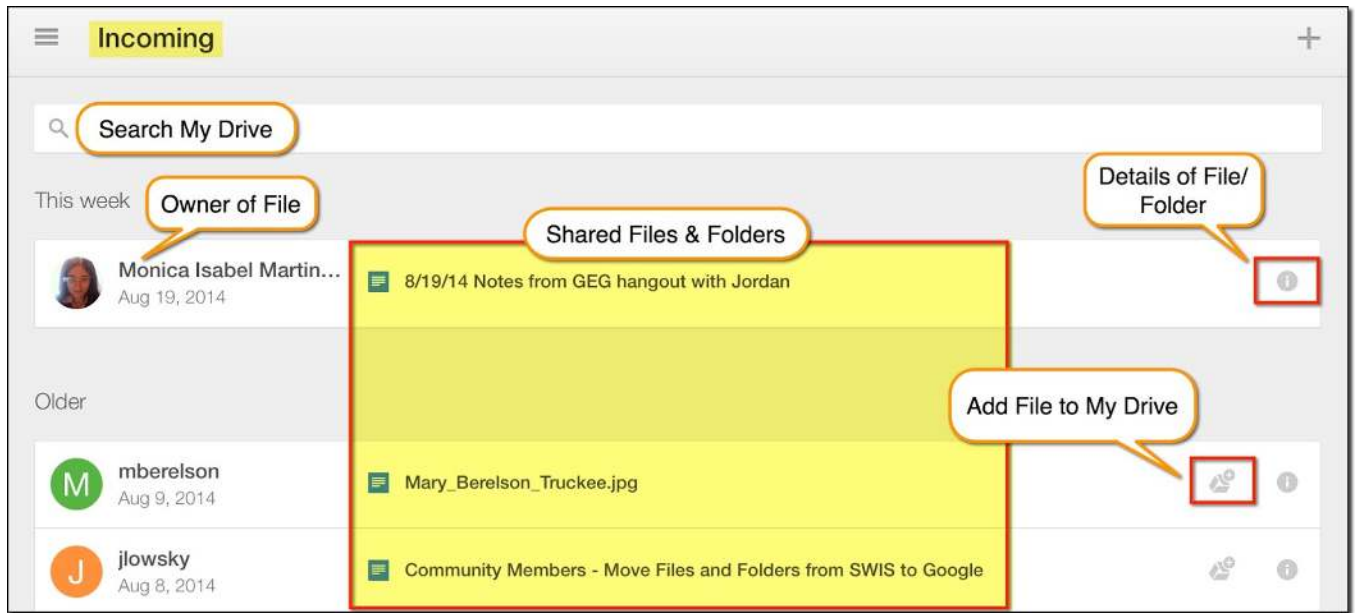 Incoming
Search My Drive
This week
Owner of File
Details of File/
Folder
Shared Files & Folders
Monica Isabel Martin...
Aug 19, 2014
8/19/14 Notes from GEG hangout with Jordan
Older
Add File to My Drive
M
mberelson
Aug 9, 2014
Mary_Berelson_Truckee.jpg
J
jlowsky
Aug 8, 2014
Community Members - Move Files and Folders from SWIS to Google